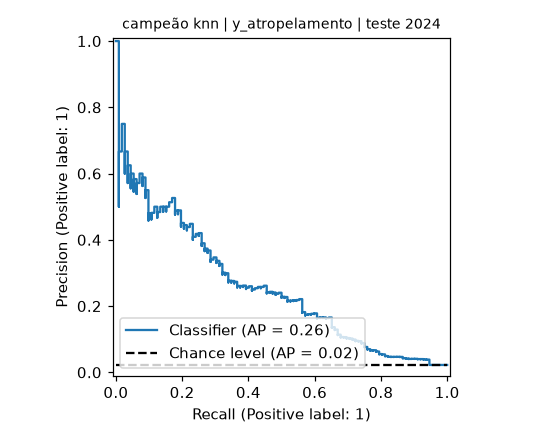 campeão knn | y_atropelamento | teste 2024
Precision (Positive label: 1)
1.0
0.8
0.6
0.4
0.2
0.0
Classifier (AP = 0.26)
Chance level (AP = 0.02)
0.0 0.2 0.4 0.6 0.8 1.0
Recall (Positive label: 1)